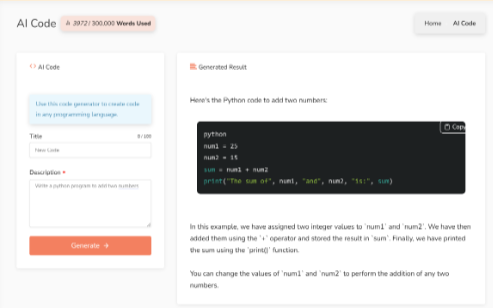 AI Code
3972/ 300,000 Words Used
Home
AI Code
AI Code
Use this code generator to create code
in any programming language.
Title
0/100
New Code
Description *
Write a python program to add two numbers
Generate
Generated Result
Here's the Python code to add two numbers:
Copy
python
num1 = 25
num2 = 15
sum = num1 + num2
print("The sum of", num1, "and", num2, "is:", sum)
In this example, we have assigned two integer values to `num1` and `num2`. We have then
added them using the `+` operator and stored the result in `sum`. Finally, we have printed
the sum using the `print()` function.
You can change the values of `num1` and `num2` to perform the addition of any two
numbers.